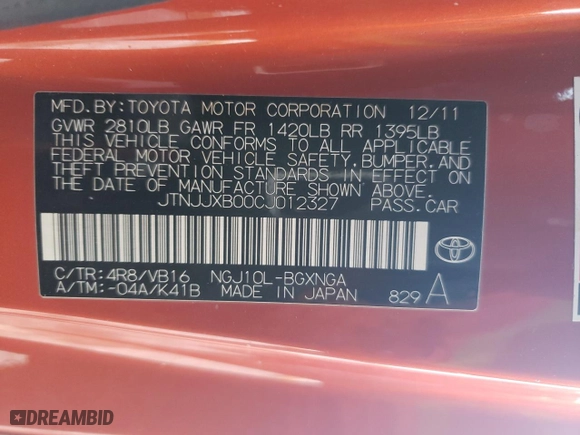 MFD. BY: TOYOTA MOTOR CORPORATION 12/11
GVWR 2810LB GAWR FR 1420LB RR 1395LB
THIS VEHICLE CONFORMS TO ALL APPLICABLE
FEDERAL MOTOR VEHICLE SAFETY, BUMPER, AND
THEFT PREVENTION STANDARDS IN EFFECT ON
THE DATE OF MANUFACTURE SHOWN ABOVE.
JTNJJXB00CJ012327 PASS. CAR
C/TR: 4R8/VB16 NGJ10L-BGXNGA
A/TM: -04A/K41B MADE IN JAPAN 829 A
TOYOTA
DREAMBID